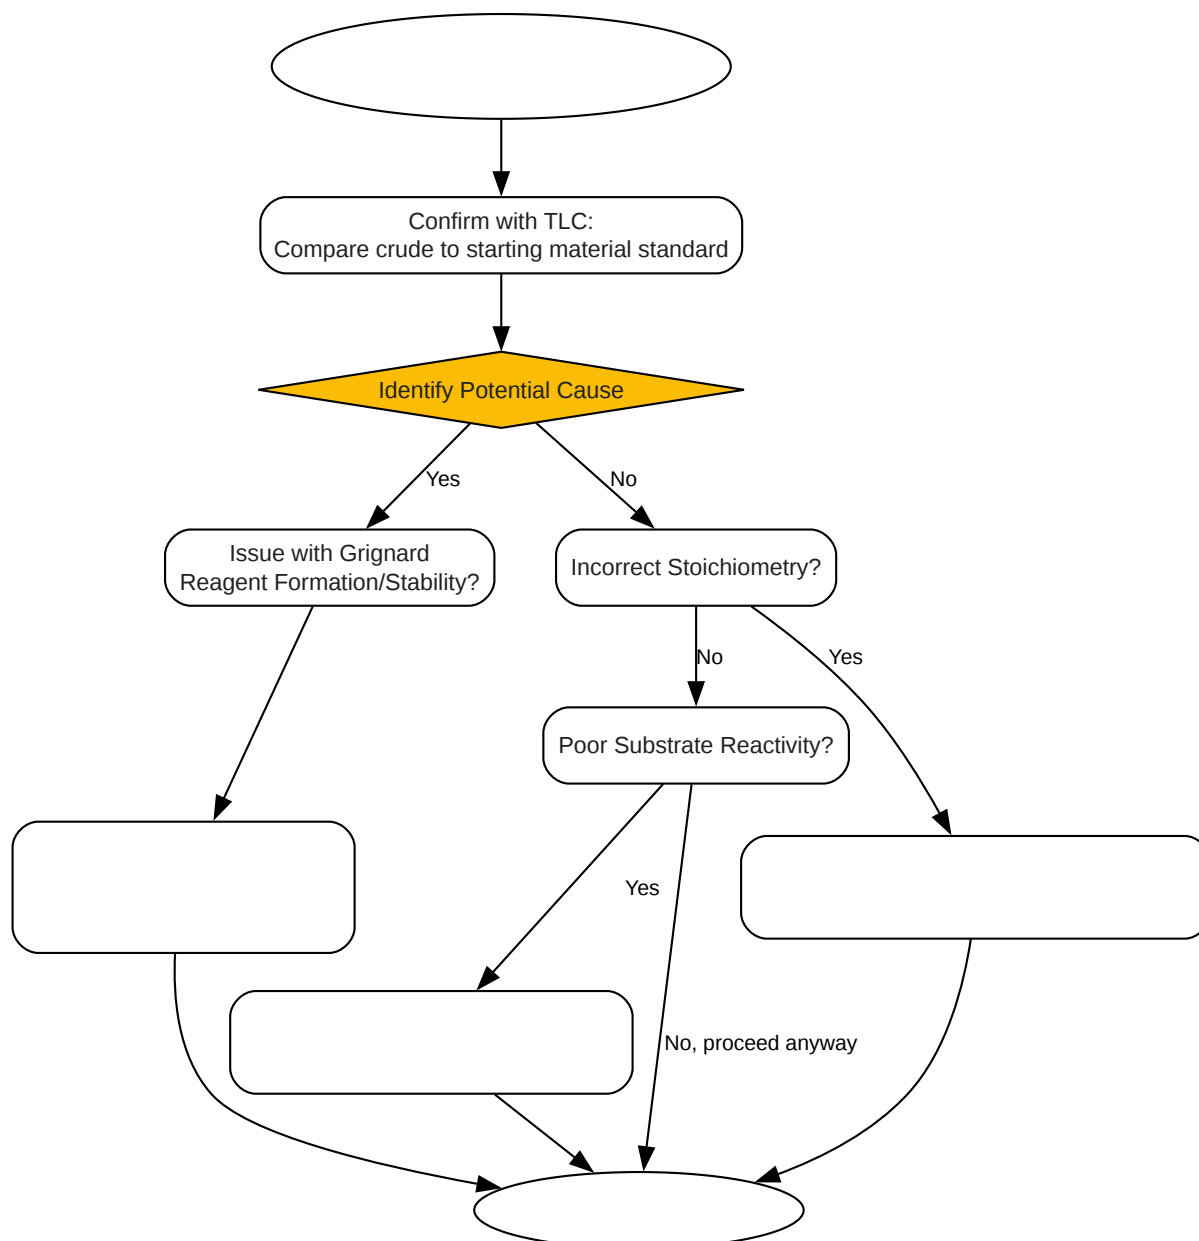 Confirm with TLC:
Compare crude to starting material standard
Identify Potential Cause
Yes
No
Issue with Grignard
Reagent Formation/Stability?
Incorrect Stoichiometry?
No
Yes
Poor Substrate Reactivity?
Yes
No, proceed anyway